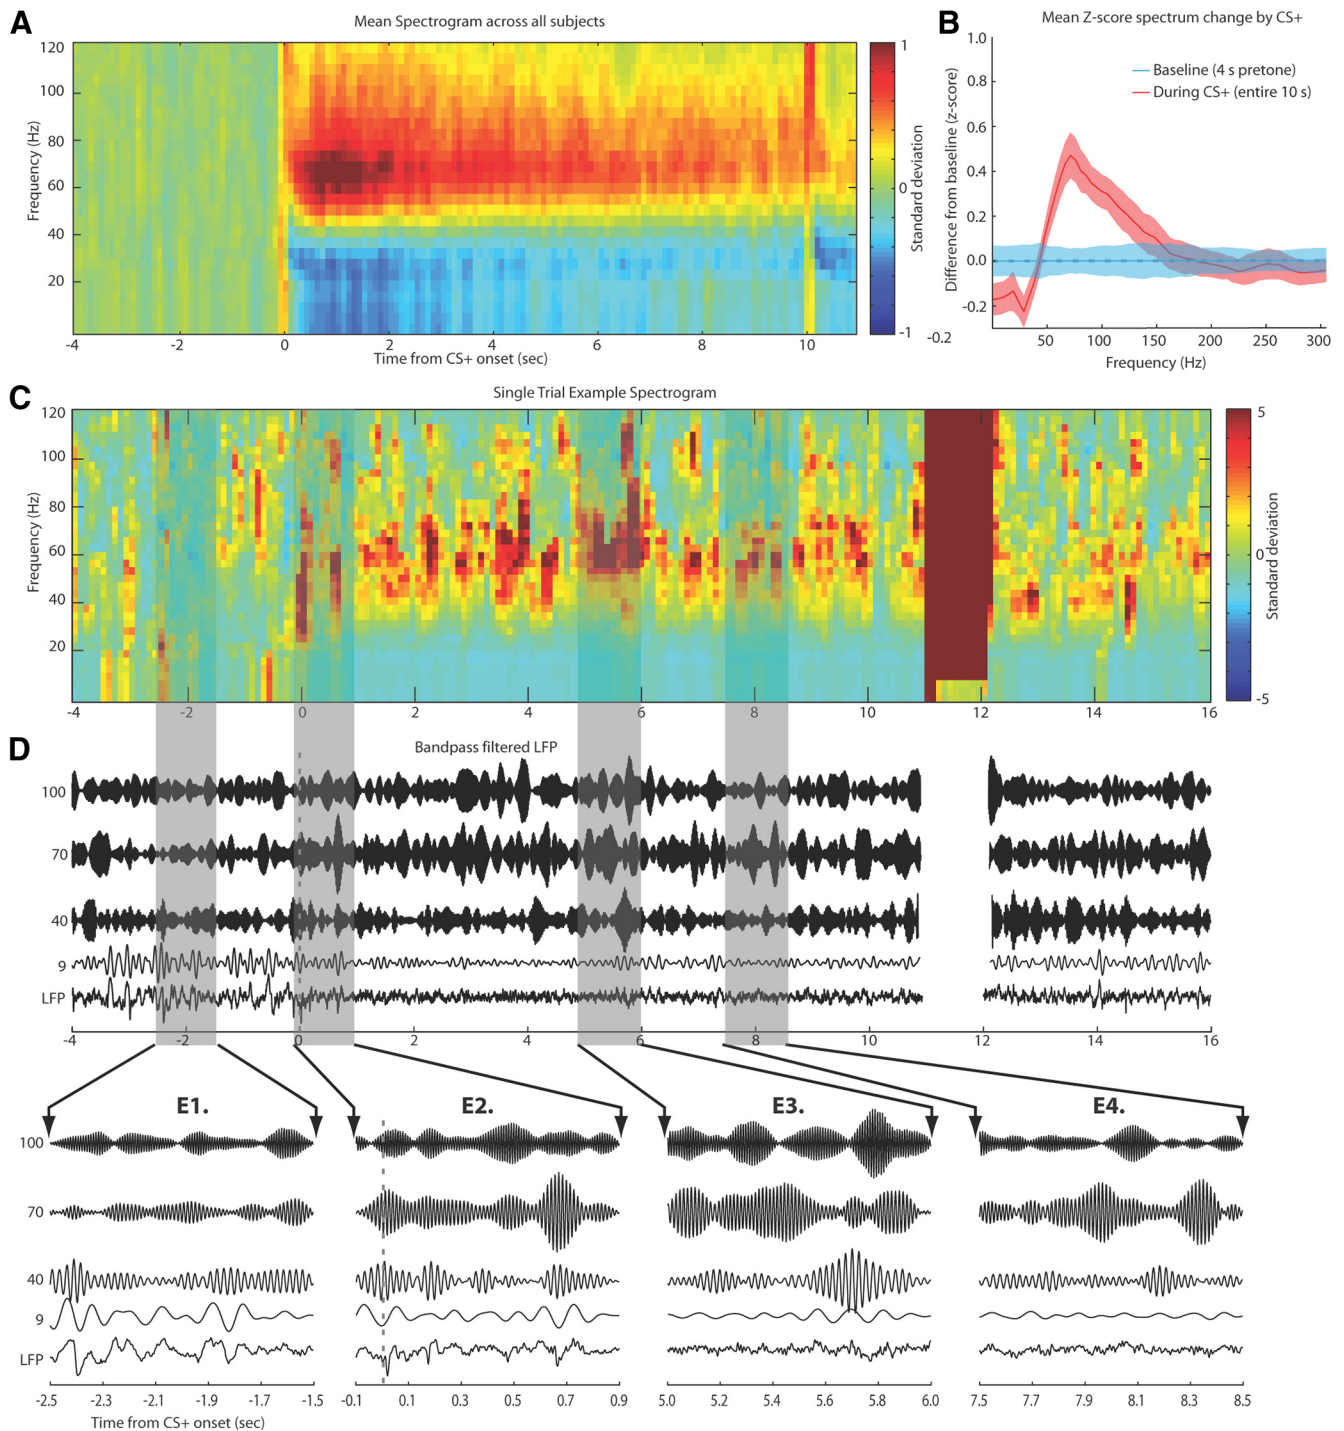 A
Mean Spectrogram across all subjects
120
100
80
60
40
20
Frequency (Hz)
-4 -2 0 2 4 6 8 10
Time from CS+ onset (sec)
1
0
-1
Standard deviation
B
Mean Z-score spectrum change by CS+
1.0
0.8
0.6
0.4
0.2
0.0
-0.2
-0.2
Difference from baseline (z-score)
Baseline (4 s pretone)
During CS+ (entire 10 s)
50 100 150 200 250 300
Frequency (Hz)
C
Single Trial Example Spectrogram
120
100
80
60
40
20
Frequency (Hz)
-4 -2 0 2 4 6 8 10 12 14 16
5
0
-5
Standard deviation
D
Bandpass filtered LFP
100
70
40
9
LFP
-4 -2 0 2 4 6 8 10 12 14 16
E1. E2. E3. E4.
100
70
40
9
LFP
-2.5 -2.3 -2.1 -1.9 -1.7 -1.5
-0.1 0.1 0.3 0.5 0.7 0.9
5.0 5.2 5.4 5.6 5.8 6.0
7.5 7.7 7.9 8.1 8.3 8.5
Time from CS+ onset (sec)